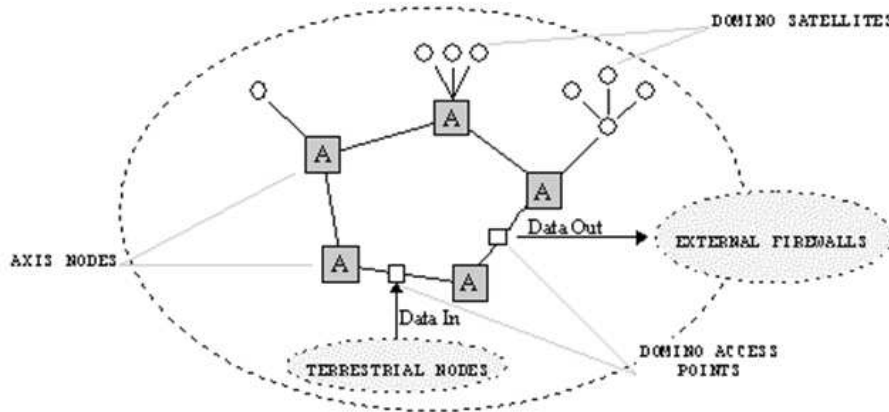 DOMINO SATELLITES
A
A
A
Data Out
EXTERNAL FIREWALLS
AXIS NODES
A
A
Data In
TERRESTRIAL NODES
DOMINO ACCESS
POINTS